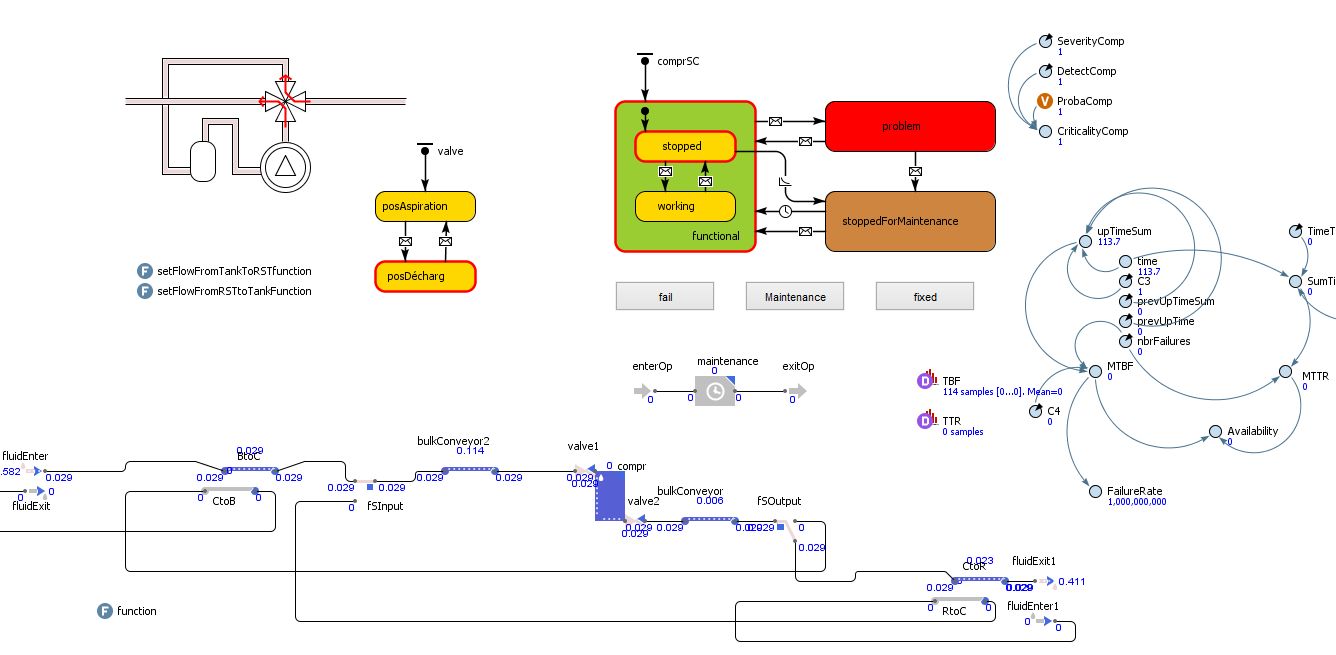 SeverityComp
1
DetectComp
1
V ProbaComp
1
CriticalityComp
1
comprSC
problem
stopped
working
functional
stoppedForMaintenance
valve
posAspiration
posDécharg
F setFlowFromTankToRSTfunction
F setFlowFromRSTtoTankFunction
fail
Maintenance
fixed
upTimeSum
113.7
time
113.7
C3
1
prevUpTimeSum
0
prevUpTime
0
nbrFailures
0
TimeT
0
SumTi
0
MTBF
0
MTTR
0
C4
0
Availability
0
FailureRate
1,000,000,000
enterOp
0
maintenance
0
0
0
exitOp
0
D TBF
114 samples [0...0]. Mean=0
D TTR
0 samples
fluidEnter
.582
0.029
0
0
fluidExit
0.029
BtoC
0.029
0.029
0
0
CtoB
0.029
0.029
0
fSInput
bulkConveyor2
0.114
0.029
0.029
valve1
0.029
0.029
0 compr
valve2
0.029
0.029
0.029
bulkConveyor
0.006
fSOutput
0
0.029
0.023
CtoR
0.029
0.029
fluidExit1
0.411
0
0
RtoC
fluidEnter1
0
0
F function